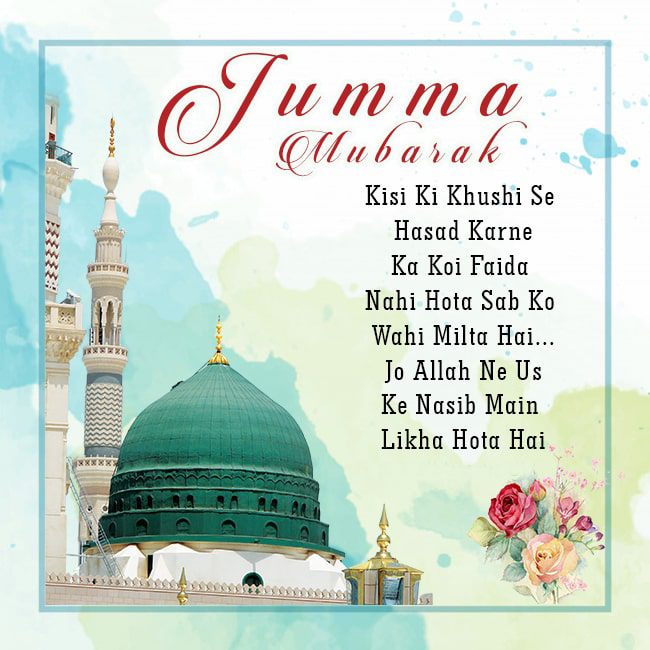 Jumma
Mubarak
Kisi Ki Khushi Se
Hasad Karne
Ka Koi Faida
Nahi Hota Sab Ko
Wahi Milta Hai...
Jo Allah Ne Us
Ke Nasib Main
Likha Hota Hai